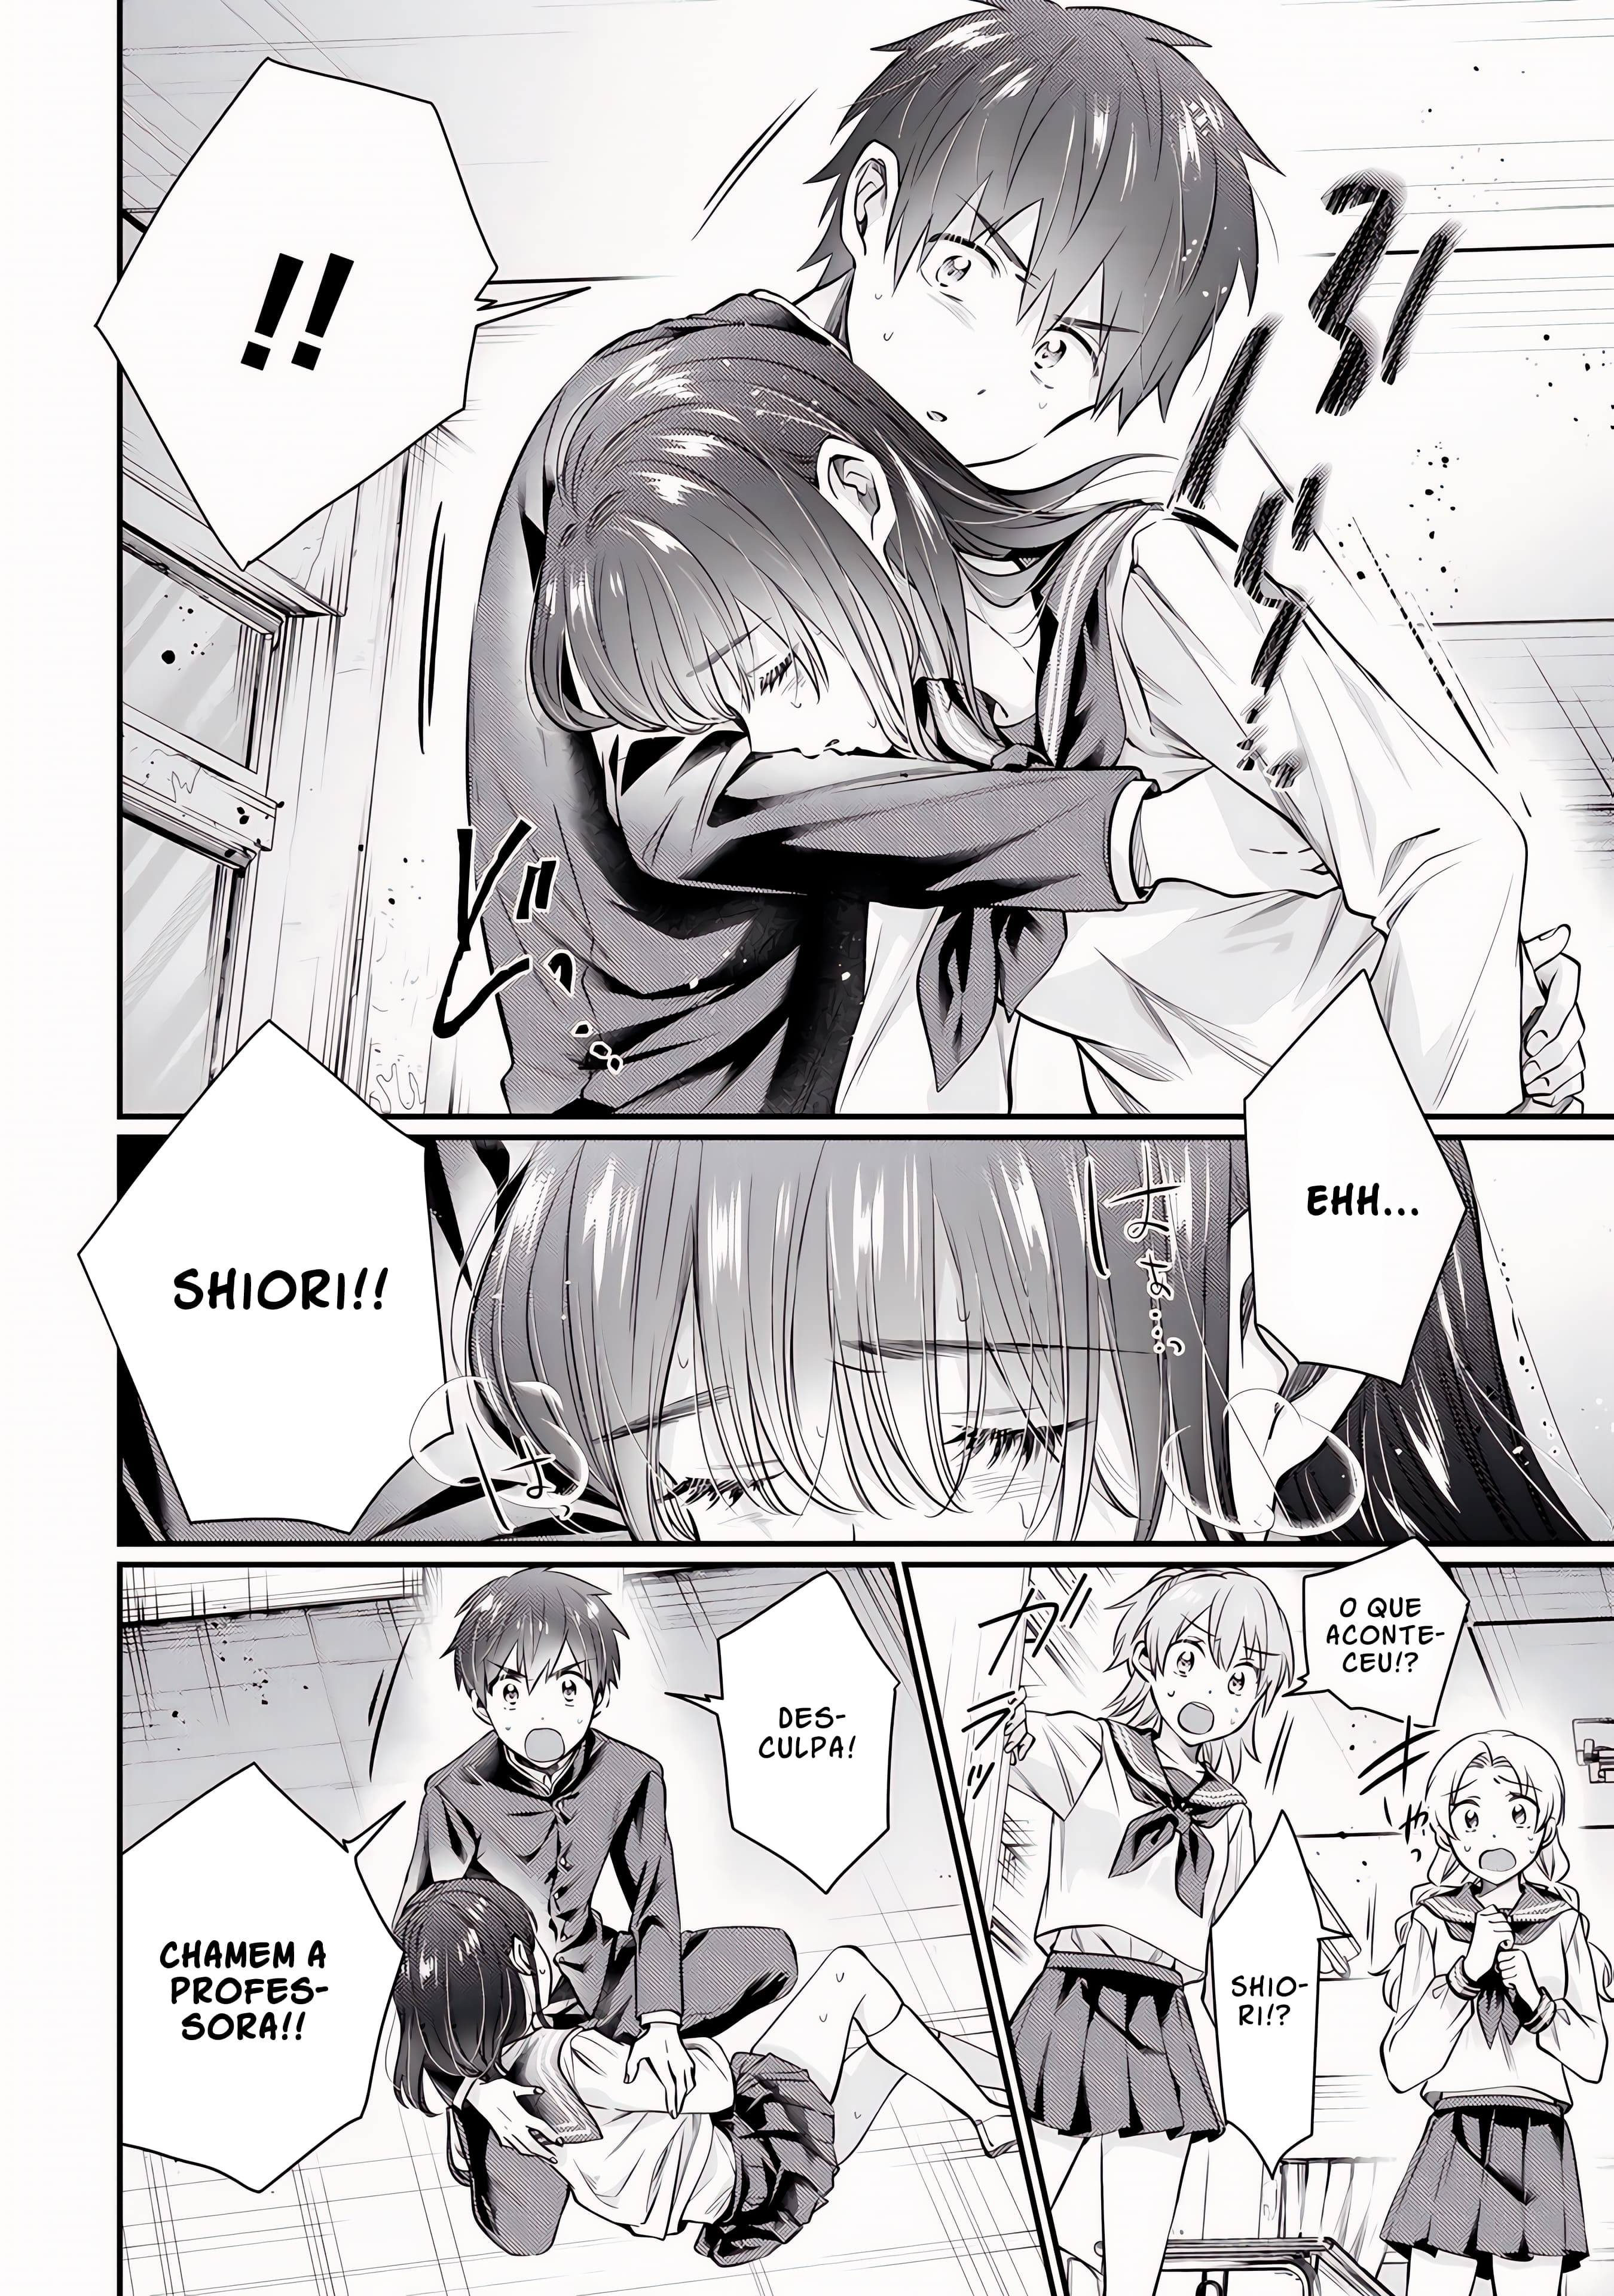 !!
EHH...
SHIORI!!
O QUE
ACONTE-
CEU!?
SHIO-
RI!?
DES-
CULPA!
CHAMEM A
PROFES-
SORA!!